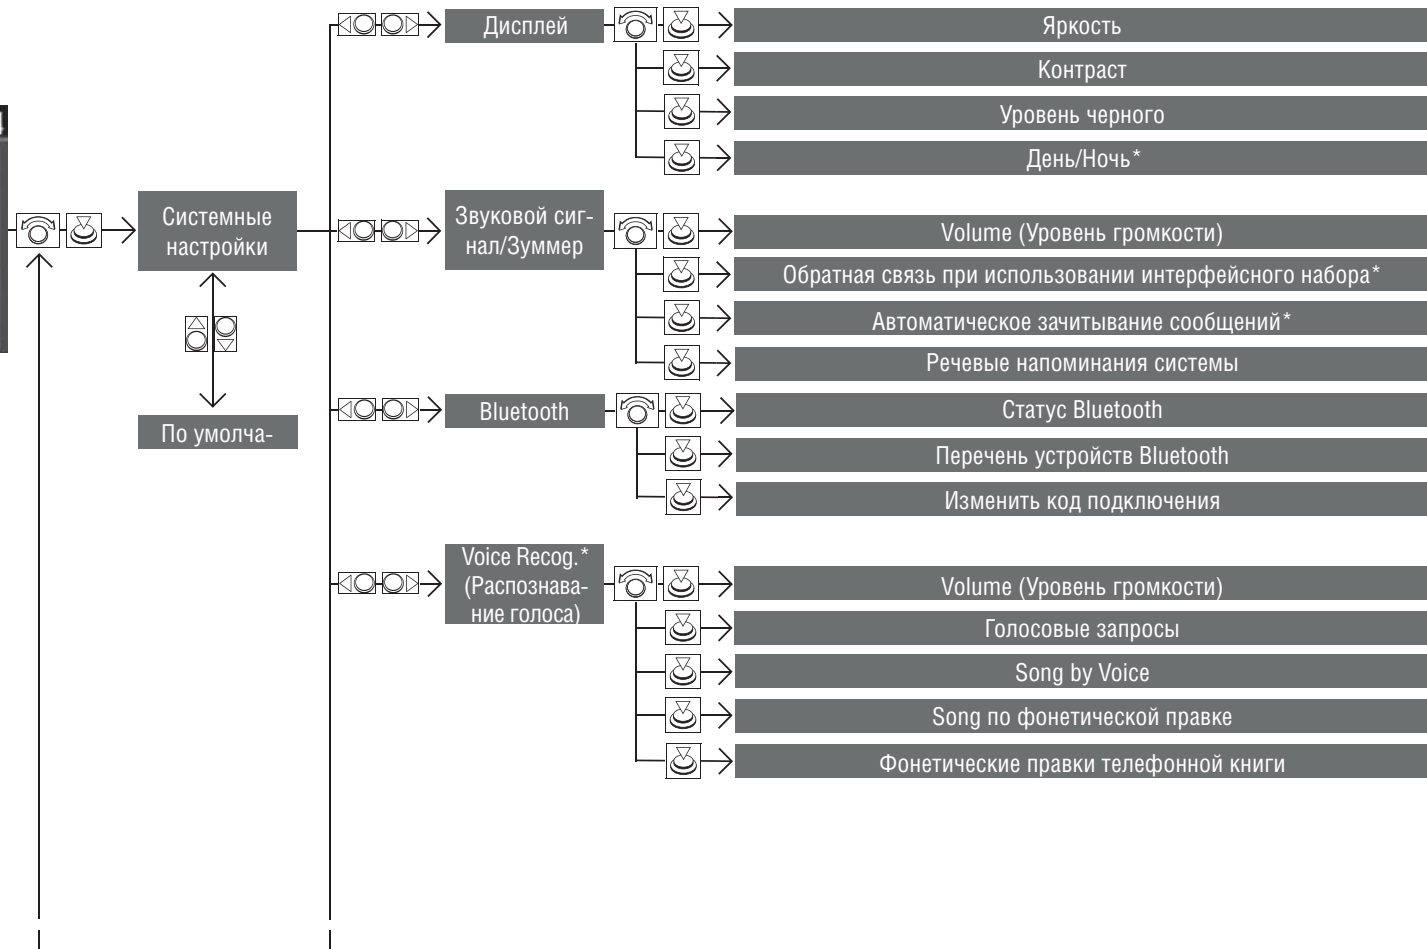 Дисплей
Яркость
Контраст
Уровень черного
День/Ночь*
Системные
настройки
Звуковой сиг-
нал/Зуммер
Volume (Уровень громкости)
Обратная связь при использовании интерфейсного набора*
Автоматическое зачитывание сообщений*
Речевые напоминания системы
По умолча-
Bluetooth
Статус Bluetooth
Перечень устройств Bluetooth
Изменить код подключения
Voice Recog.*
(Распознава-
ние голоса)
Volume (Уровень громкости)
Голосовые запросы
Song by Voice
Song по фонетической правке
Фонетические правки телефонной книги